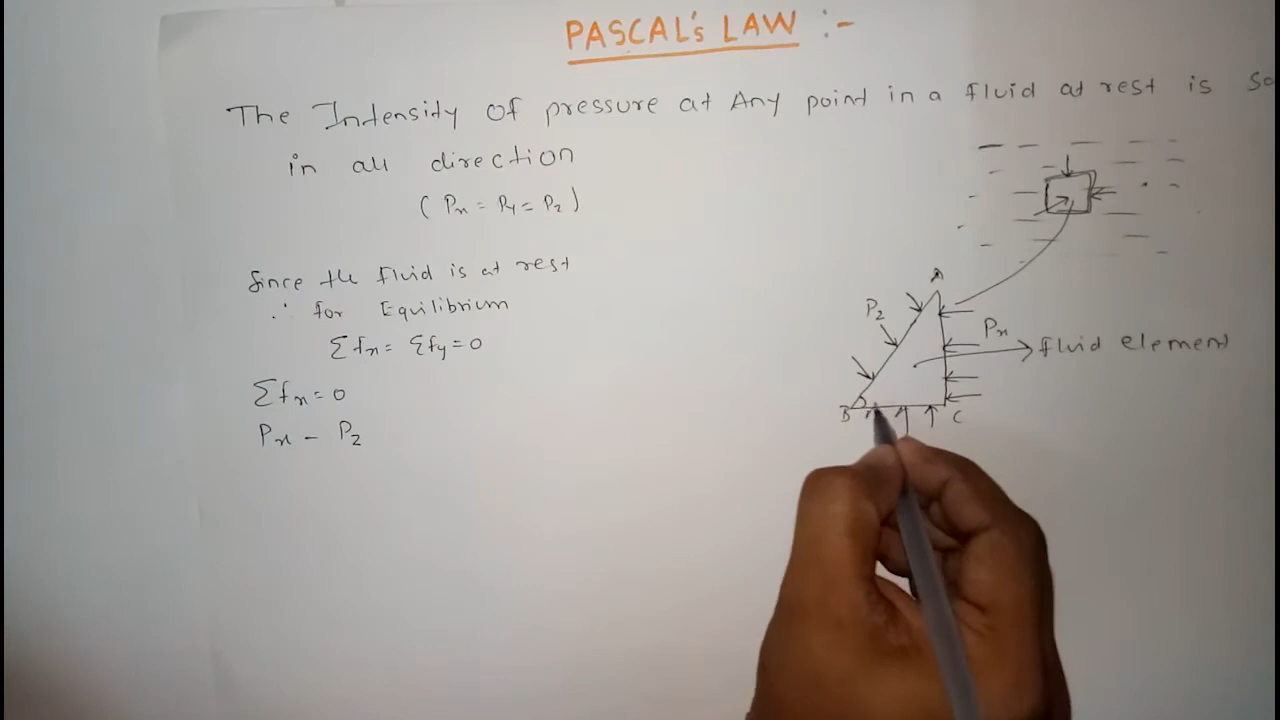 PASCAL's LAW :-
The Intensity of pressure at Any point in a fluid at rest is
in all direction
( Px = Py = Pz )
Since the fluid is at rest
∴ for Equilibrium
Σfx = Σfy = 0
Σfx = 0
Px - Pz
A
Pz
Px
fluid element
B
C